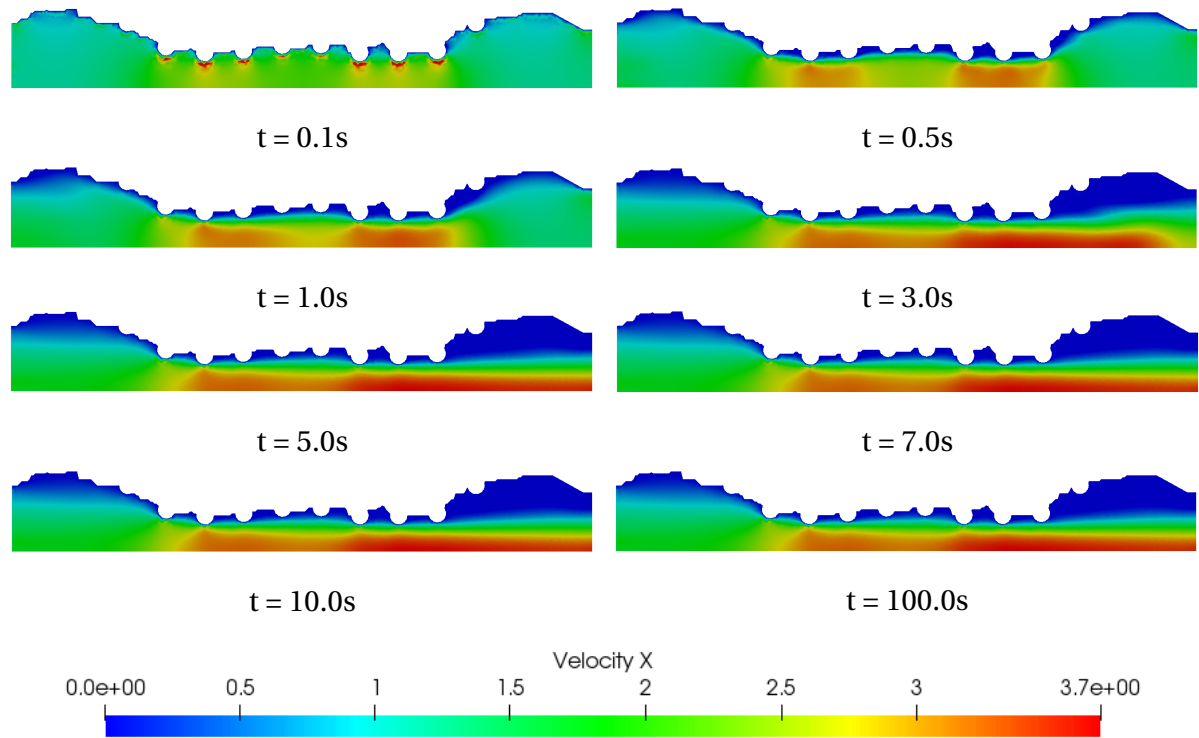 t = 0.1s
t = 0.5s
t = 1.0s
t = 3.0s
t = 5.0s
t = 7.0s
t = 10.0s
t = 100.0s
Velocity X
0.0e+00 0.5 1 1.5 2 2.5 3 3.7e+00